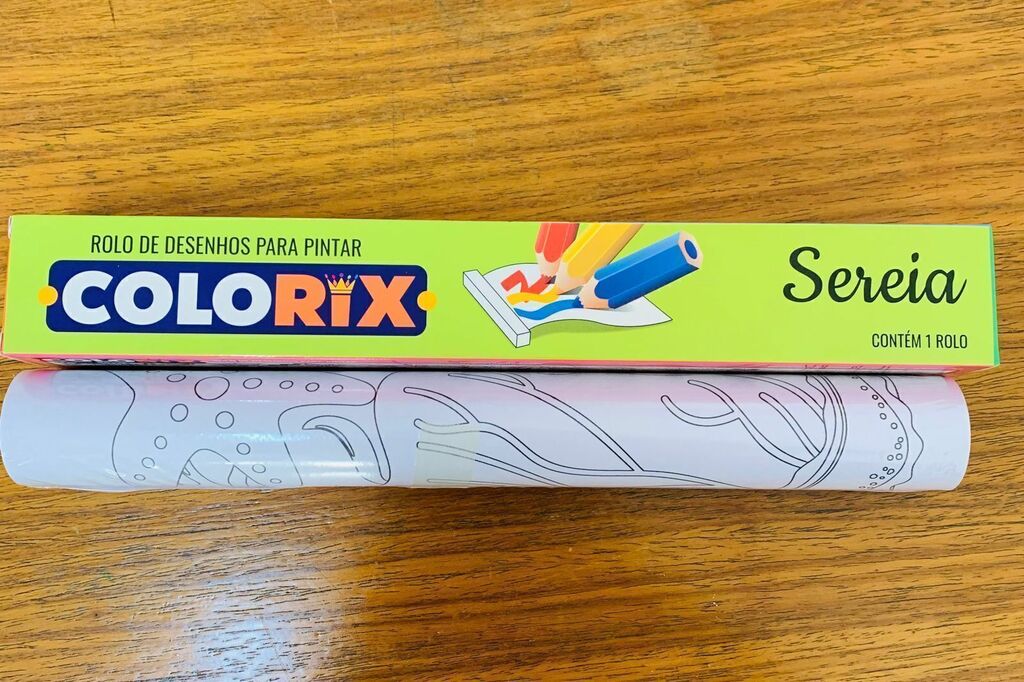 ROLO DE DESENHOS PARA PINTAR
COLORIX
Sereia
CONTÉM 1 ROLO